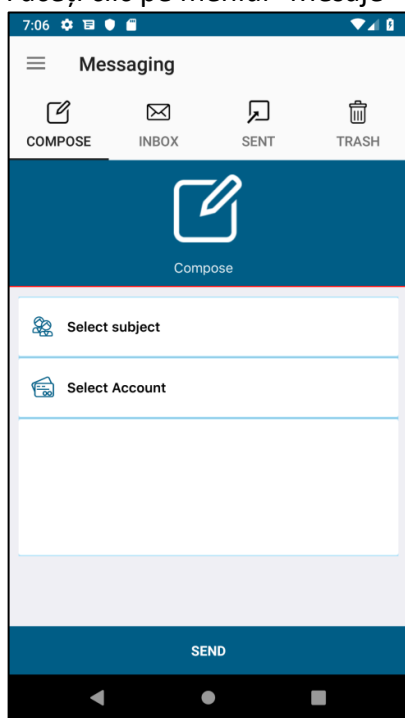 7:06
Messaging
COMPOSE INBOX SENT TRASH
Compose
Select subject
Select Account
SEND